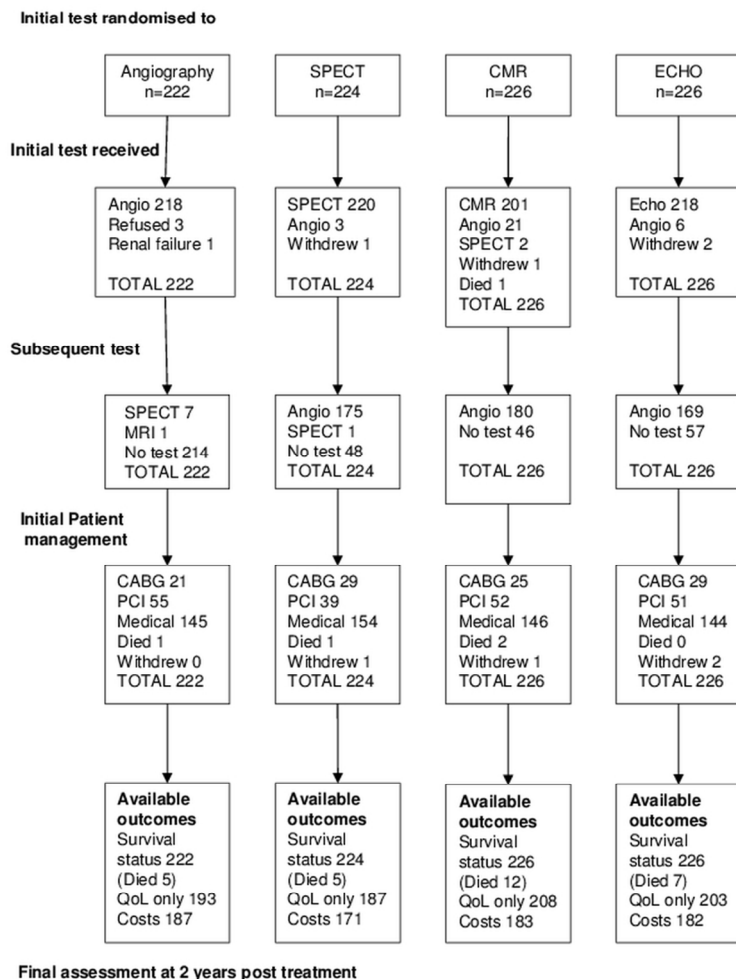 Initial test randomised to
Angiography
n=222
SPECT
n=224
CMR
n=226
ECHO
n=226
Initial test received
Angio 218
Refused 3
Renal failure 1
TOTAL 222
SPECT 220
Angio 3
Withdrew 1
TOTAL 224
CMR 201
Angio 21
SPECT 2
Withdrew 1
Died 1
TOTAL 226
Echo 218
Angio 6
Withdrew 2
TOTAL 226
Subsequent test
SPECT 7
MRI 1
No test 214
TOTAL 222
Angio 175
SPECT 1
No test 48
TOTAL 224
Angio 180
No test 46
TOTAL 226
Angio 169
No test 57
TOTAL 226
Initial Patient
management
CABG 21
PCI 55
Medical 145
Died 1
Withdrew 0
TOTAL 222
CABG 29
PCI 39
Medical 154
Died 1
Withdrew 1
TOTAL 224
CABG 25
PCI 52
Medical 146
Died 2
Withdrew 1
TOTAL 226
CABG 29
PCI 51
Medical 144
Died 0
Withdrew 2
TOTAL 226
Available
outcomes
Survival
status 222
(Died 5)
QoL only 193
Costs 187
Available
outcomes
Survival
status 224
(Died 5)
QoL only 187
Costs 171
Available
outcomes
Survival
status 226
(Died 12)
QoL only 208
Costs 183
Available
outcomes
Survival
status 226
(Died 7)
QoL only 203
Costs 182
Final assessment at 2 years post treatment